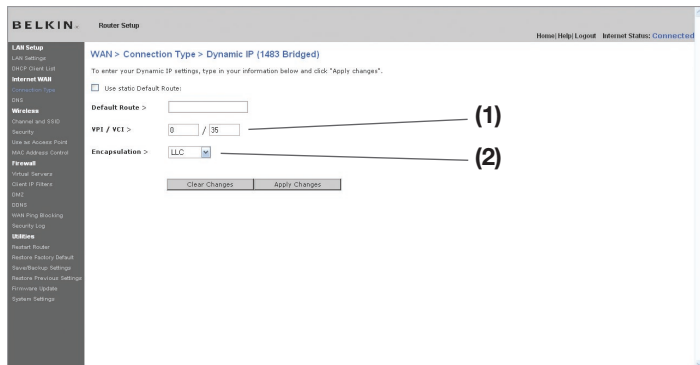 BELKIN®
Router Setup
Home| Help| Logout Internet Status: Connected
LAN Setup
LAN Settings
DHCP Client List
Internet WAN
Connection Type
DNS
Wireless
Channel and SSID
Security
Use as Access Point
MAC Address Control
Firewall
Virtual Servers
Client IP Filters
DMZ
DDNS
WAN Ping Blocking
Security Log
Utilities
Restart Router
Restore Factory Default
Save/Backup Settings
Restore Previous Settings
Firmware Update
System Settings
WAN > Connection Type > Dynamic IP (1483 Bridged)
To enter your Dynamic IP settings, type in your information below and click "Apply changes".
Use static Default Route:
Default Route >
VPI / VCI > 0 / 35
(1)
Encapsulation > LLC
(2)
Clear Changes Apply Changes